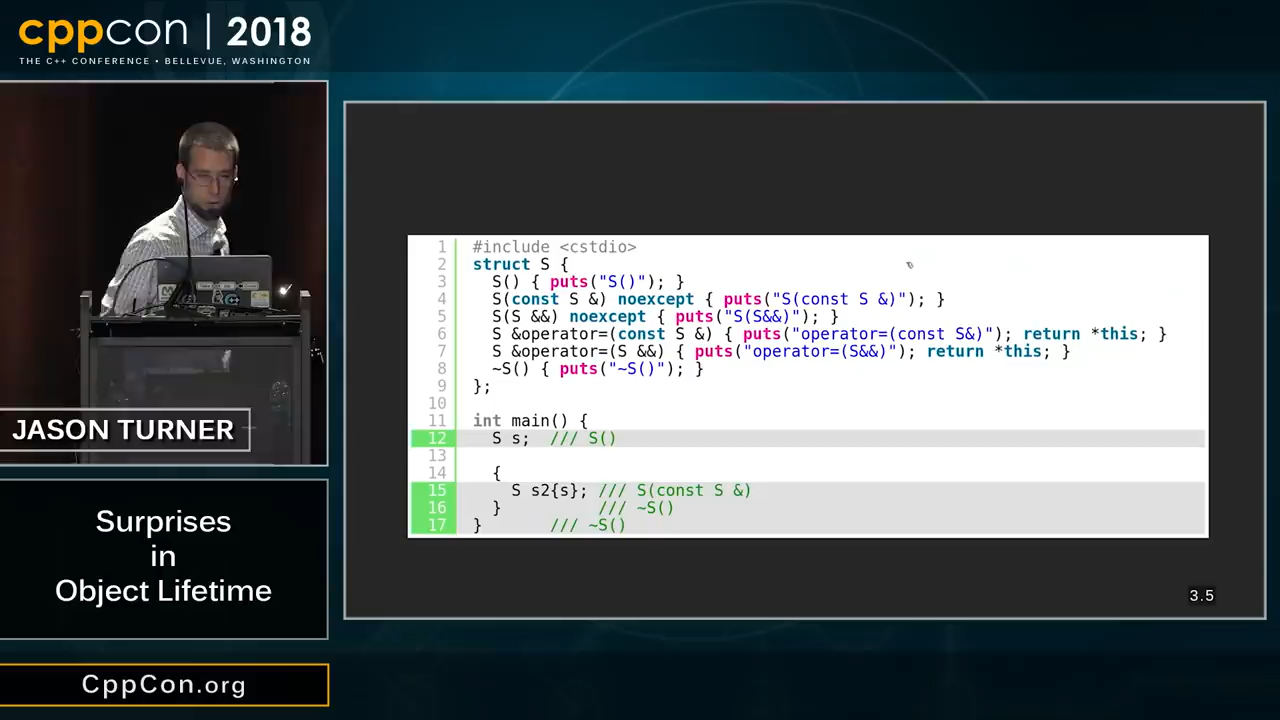 cppcon | 2018
THE C++ CONFERENCE • BELLEVUE, WASHINGTON
JASON TURNER
Surprises
in
Object Lifetime
CppCon.org
1 #include <cstdio>
2 struct S {
3 S() { puts("S()"); }
4 S(const S &) noexcept { puts("S(const S &)"); }
5 S(S &&) noexcept { puts("S(S&&)"); }
6 S &operator=(const S &) { puts("operator=(const S&)"); return *this; }
7 S &operator=(S &&) { puts("operator=(S&&)"); return *this; }
8 ~S() { puts("~S()"); }
9 };
10
11 int main() {
12 S s; /// S()
13
14 {
15 S s2{s}; /// S(const S &)
16 } /// ~S()
17 } /// ~S()
3.5